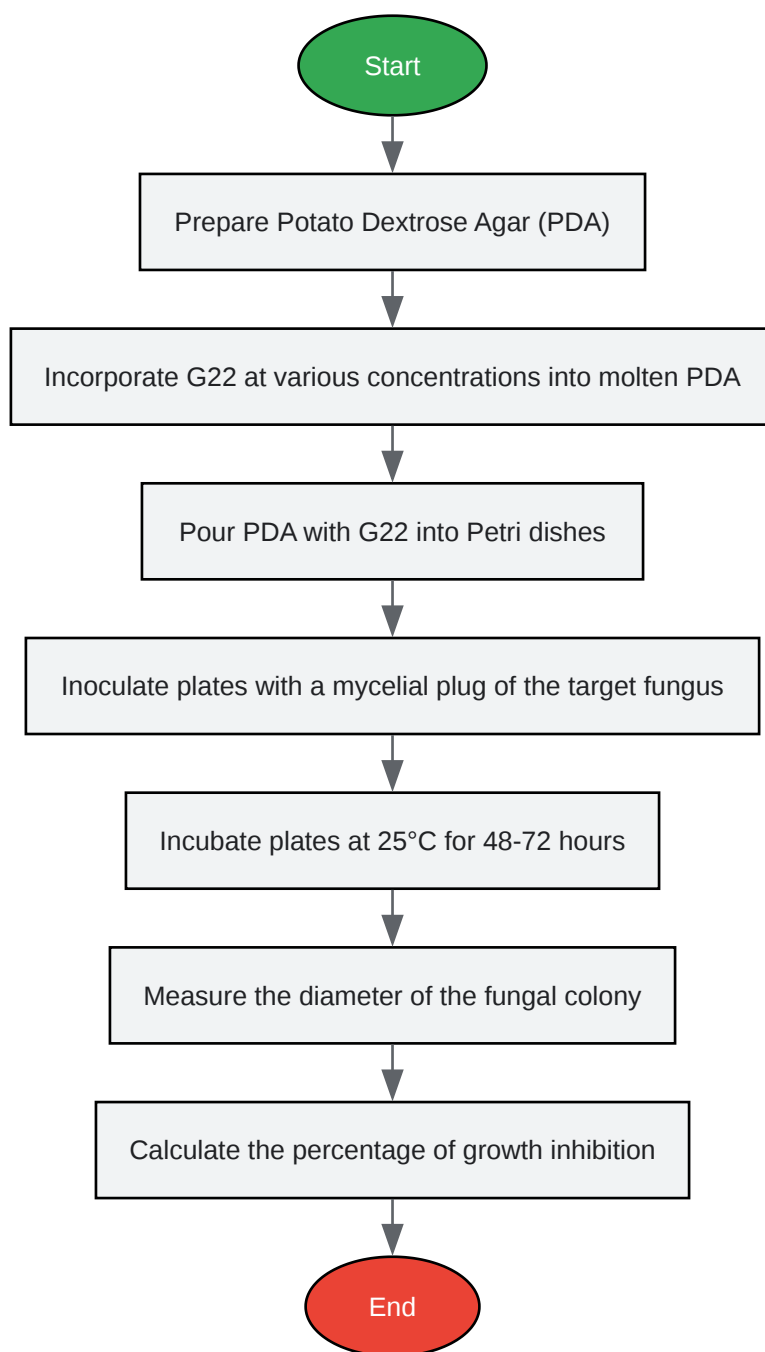 Start
Prepare Potato Dextrose Agar (PDA)
Incorporate G22 at various concentrations into molten PDA
Pour PDA with G22 into Petri dishes
Inoculate plates with a mycelial plug of the target fungus
Incubate plates at 25°C for 48-72 hours
Measure the diameter of the fungal colony
Calculate the percentage of growth inhibition
End